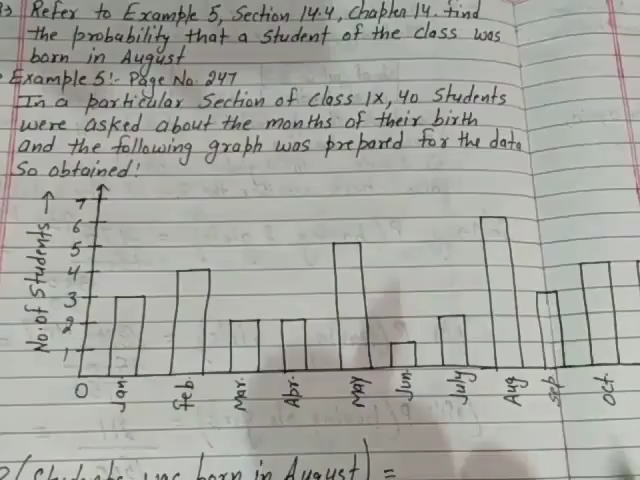 Refer to Example 5, Section 14.4, Chapter 14. find
the probability that a student of the class was
born in August
Example 5:- Page No. 247
In a particular Section of Class IX, 40 Students
were asked about the months of their birth
and the following graph was prepared for the data
So obtained!
No. of Students →
7
6
5
4
3
2
1
0
Jan. Feb. Mar. Apr. May Jun. July Aug Sep. Oct.
(Students was born in August) =